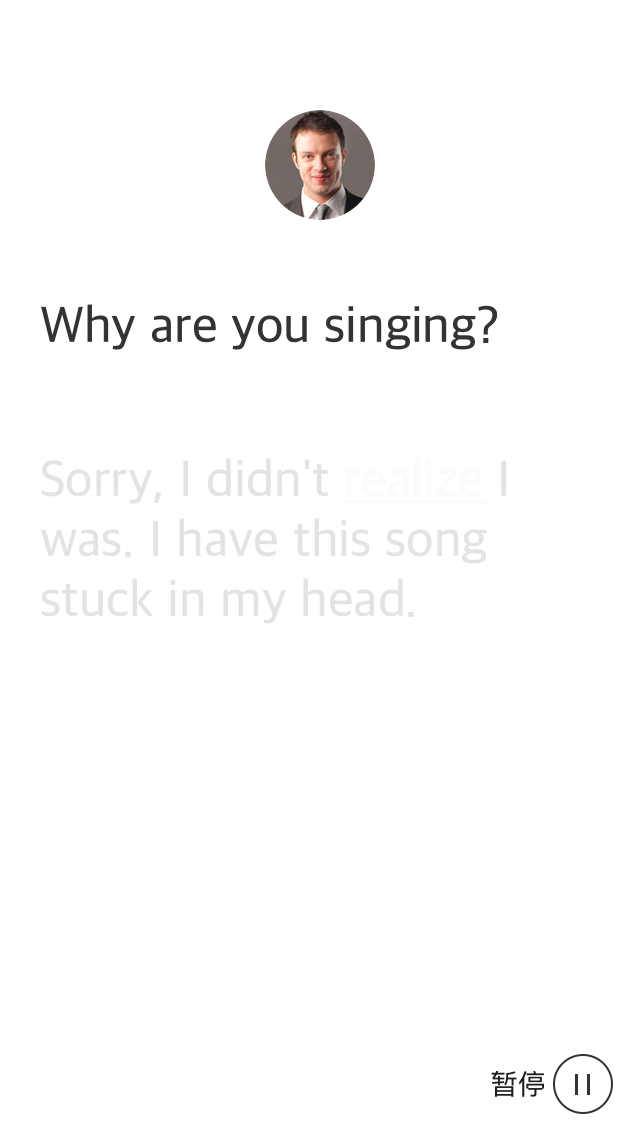 Why are you singing?
Sorry, I didn't realize I
was. I have this song
stuck in my head.
暂停